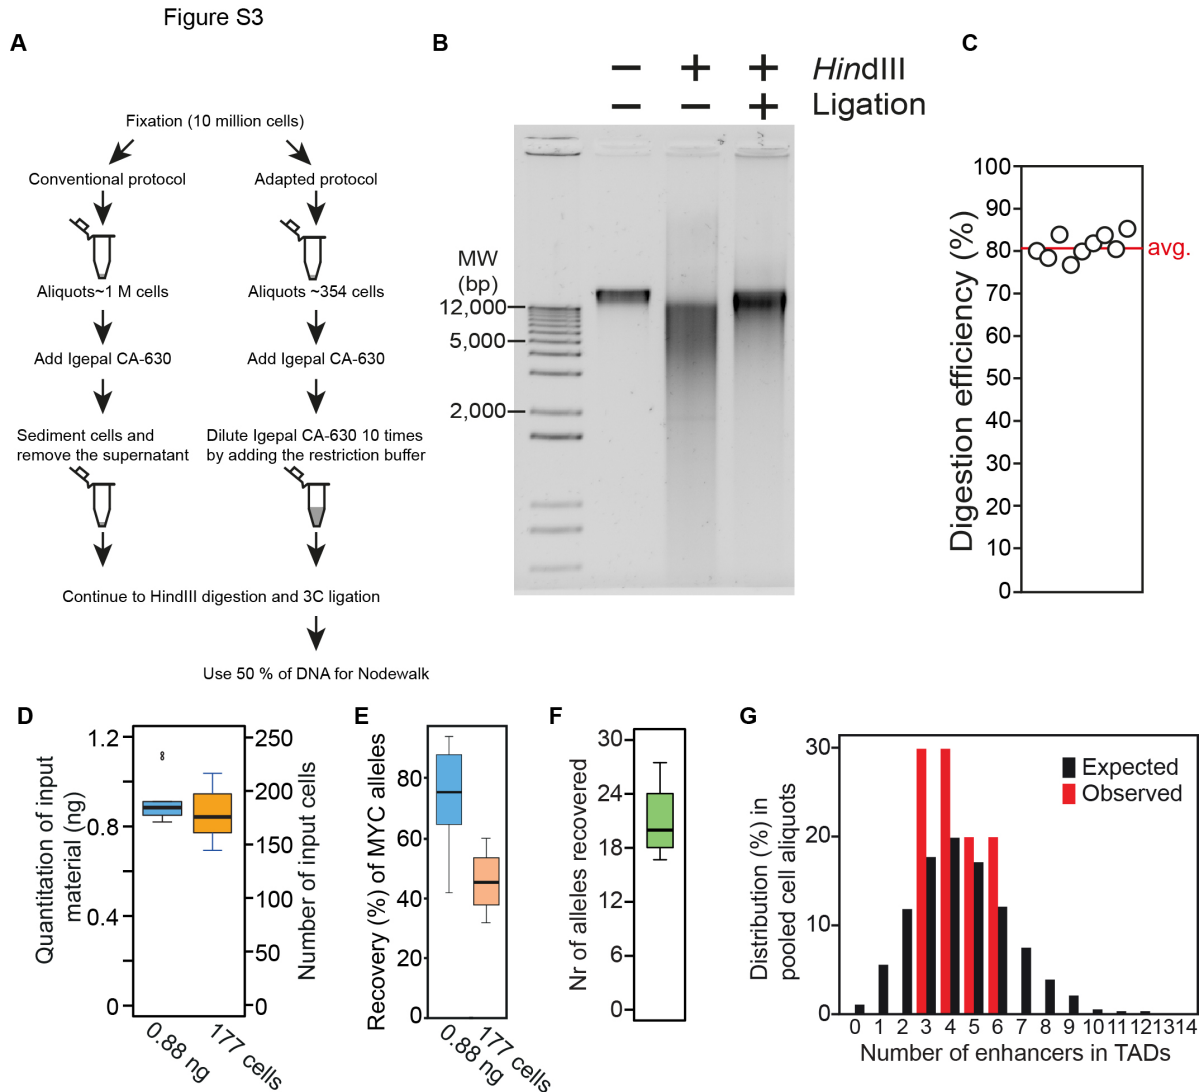 Figure S3
A
Fixation (10 million cells)
Conventional protocol
Adapted protocol
Aliquots~1 M cells
Aliquots ~354 cells
Add Igepal CA-630
Add Igepal CA-630
Sediment cells and
remove the supernatant
Dilute Igepal CA-630 10 times
by adding the restriction buffer
Continue to HindIII digestion and 3C ligation
Use 50 % of DNA for Nodewalk
B
− + + HindIII
− − + Ligation
MW
(bp)
12,000
5,000
2,000
C
Digestion efficiency (%)
100
90
80
70
60
50
40
30
20
10
0
avg.
D
Quantitation of input
material (ng)
1.2
0.8
0.4
0
250
200
150
100
50
0
Number of input cells
0.88 ng
177 cells
E
Recovery (%) of MYC alleles
80
60
40
20
0
0.88 ng
177 cells
F
Nr of alleles recovered
30
24
18
12
6
0
G
Distribution (%) in
pooled cell aliquots
30
20
10
0
Expected
Observed
0 1 2 3 4 5 6 7 8 9 10 11 12 13 14
Number of enhancers in TADs